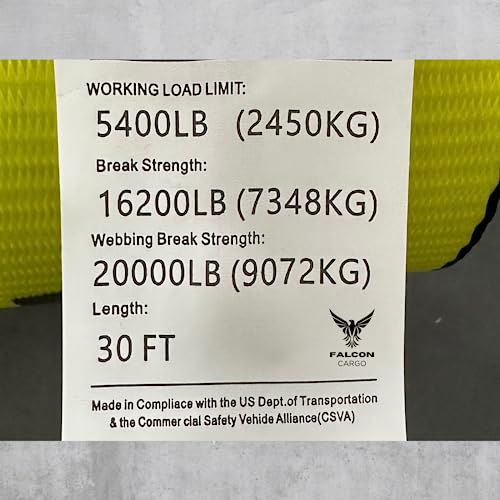 WORKING LOAD LIMIT:
5400LB (2450KG)
Break Strength:
16200LB (7348KG)
Webbing Break Strength:
20000LB (9072KG)
Length:
30 FT
FALCON
CARGO
Made in Compliace with the US Dept.of Transportation
& the Commer cial Safety Vehide Alliance(CSVA)